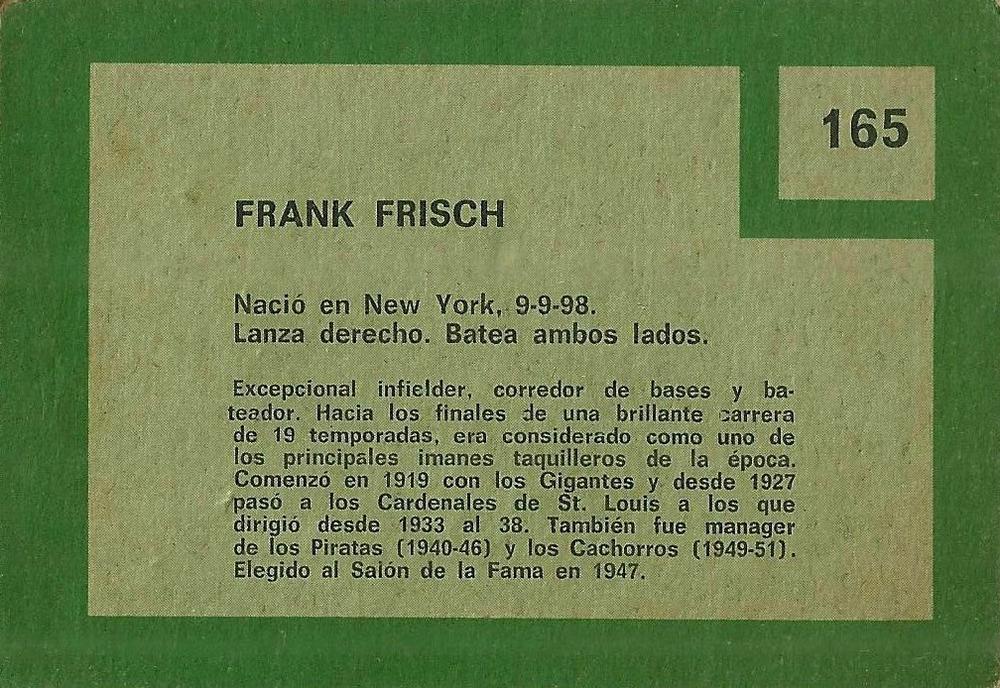 165
FRANK FRISCH
Nació en New York, 9-9-98.
Lanza derecho. Batea ambos lados.
Excepcional infielder, corredor de bases y ba-
teador. Hacia los finales de una brillante carrera
de 19 temporadas, era considerado como uno de
los principales imanes taquilleros de la época.
Comenzó en 1919 con los Gigantes y desde 1927
pasó a los Cardenales de St. Louis a los que
dirigió desde 1933 al 38. También fue manager
de los Piratas (1940-46) y los Cachorros (1949-51).
Elegido al Salón de la Fama en 1947.